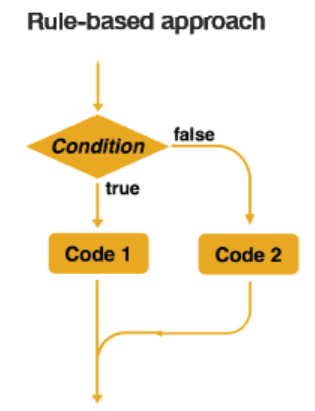 Rule-based approach
Condition
false
true
Code 1
Code 2